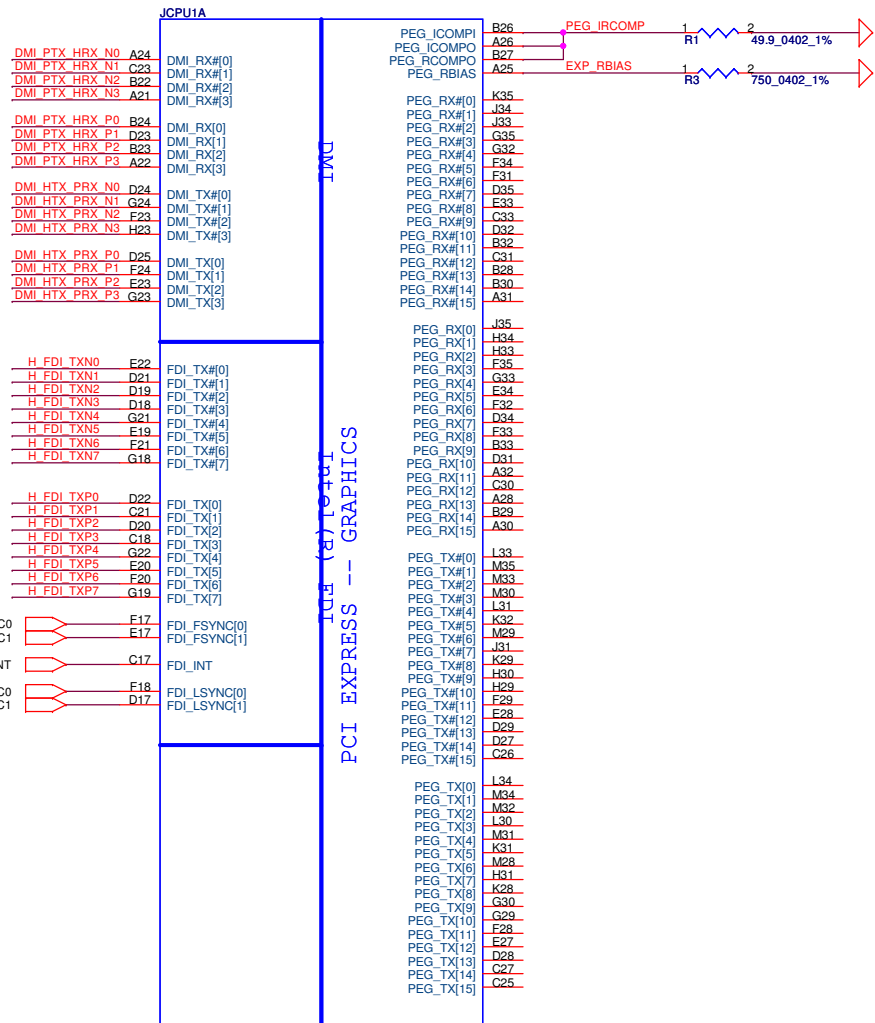 JCPU1A
DMI_PTX_HRX_N0 A24 DMI_RX#[0]
DMI_PTX_HRX_N1 C23 DMI_RX#[1]
DMI_PTX_HRX_N2 B22 DMI_RX#[2]
DMI_PTX_HRX_N3 A21 DMI_RX#[3]
DMI_PTX_HRX_P0 B24 DMI_RX[0]
DMI_PTX_HRX_P1 D23 DMI_RX[1]
DMI_PTX_HRX_P2 B23 DMI_RX[2]
DMI_PTX_HRX_P3 A22 DMI_RX[3]
DMI_HTX_PRX_N0 D24 DMI_TX#[0]
DMI_HTX_PRX_N1 G24 DMI_TX#[1]
DMI_HTX_PRX_N2 F23 DMI_TX#[2]
DMI_HTX_PRX_N3 H23 DMI_TX#[3]
DMI_HTX_PRX_P0 D25 DMI_TX[0]
DMI_HTX_PRX_P1 F24 DMI_TX[1]
DMI_HTX_PRX_P2 E23 DMI_TX[2]
DMI_HTX_PRX_P3 G23 DMI_TX[3]
H_FDI_TXN0 E22 FDI_TX#[0]
H_FDI_TXN1 D21 FDI_TX#[1]
H_FDI_TXN2 D19 FDI_TX#[2]
H_FDI_TXN3 D18 FDI_TX#[3]
H_FDI_TXN4 G21 FDI_TX#[4]
H_FDI_TXN5 E19 FDI_TX#[5]
H_FDI_TXN6 F21 FDI_TX#[6]
H_FDI_TXN7 G18 FDI_TX#[7]
H_FDI_TXP0 D22 FDI_TX[0]
H_FDI_TXP1 C21 FDI_TX[1]
H_FDI_TXP2 D20 FDI_TX[2]
H_FDI_TXP3 C18 FDI_TX[3]
H_FDI_TXP4 G22 FDI_TX[4]
H_FDI_TXP5 E20 FDI_TX[5]
H_FDI_TXP6 F20 FDI_TX[6]
H_FDI_TXP7 G19 FDI_TX[7]
C0 F17 FDI_FSYNC[0]
C1 E17 FDI_FSYNC[1]
NT C17 FDI_INT
C0 F18 FDI_LSYNC[0]
C1 D17 FDI_LSYNC[1]
DMI
Intel(R) FDI
PCI EXPRESS -- GRAPHICS
PEG_ICOMPI B26 PEG_IRCOMP 1 R1 2 49.9_0402_1%
PEG_ICOMPO A26
PEG_RCOMPO B27
PEG_RBIAS A25 EXP_RBIAS 1 R3 2 750_0402_1%
PEG_RX#[0] K35
PEG_RX#[1] J34
PEG_RX#[2] J33
PEG_RX#[3] G35
PEG_RX#[4] G32
PEG_RX#[5] F34
PEG_RX#[6] F31
PEG_RX#[7] D35
PEG_RX#[8] E33
PEG_RX#[9] C33
PEG_RX#[10] D32
PEG_RX#[11] B32
PEG_RX#[12] C31
PEG_RX#[13] B28
PEG_RX#[14] B30
PEG_RX#[15] A31
PEG_RX[0] J35
PEG_RX[1] H34
PEG_RX[2] H33
PEG_RX[3] F35
PEG_RX[4] G33
PEG_RX[5] E34
PEG_RX[6] F32
PEG_RX[7] D34
PEG_RX[8] F33
PEG_RX[9] B33
PEG_RX[10] D31
PEG_RX[11] A32
PEG_RX[12] C30
PEG_RX[13] A28
PEG_RX[14] B29
PEG_RX[15] A30
PEG_TX#[0] L33
PEG_TX#[1] M35
PEG_TX#[2] M33
PEG_TX#[3] M30
PEG_TX#[4] L31
PEG_TX#[5] K32
PEG_TX#[6] M29
PEG_TX#[7] J31
PEG_TX#[8] K29
PEG_TX#[9] H30
PEG_TX#[10] H29
PEG_TX#[11] F29
PEG_TX#[12] E28
PEG_TX#[13] D29
PEG_TX#[14] D27
PEG_TX#[15] C26
PEG_TX[0] L34
PEG_TX[1] M34
PEG_TX[2] M32
PEG_TX[3] L30
PEG_TX[4] M31
PEG_TX[5] K31
PEG_TX[6] M28
PEG_TX[7] H31
PEG_TX[8] K28
PEG_TX[9] G30
PEG_TX[10] G29
PEG_TX[11] F28
PEG_TX[12] E27
PEG_TX[13] D28
PEG_TX[14] C27
PEG_TX[15] C25